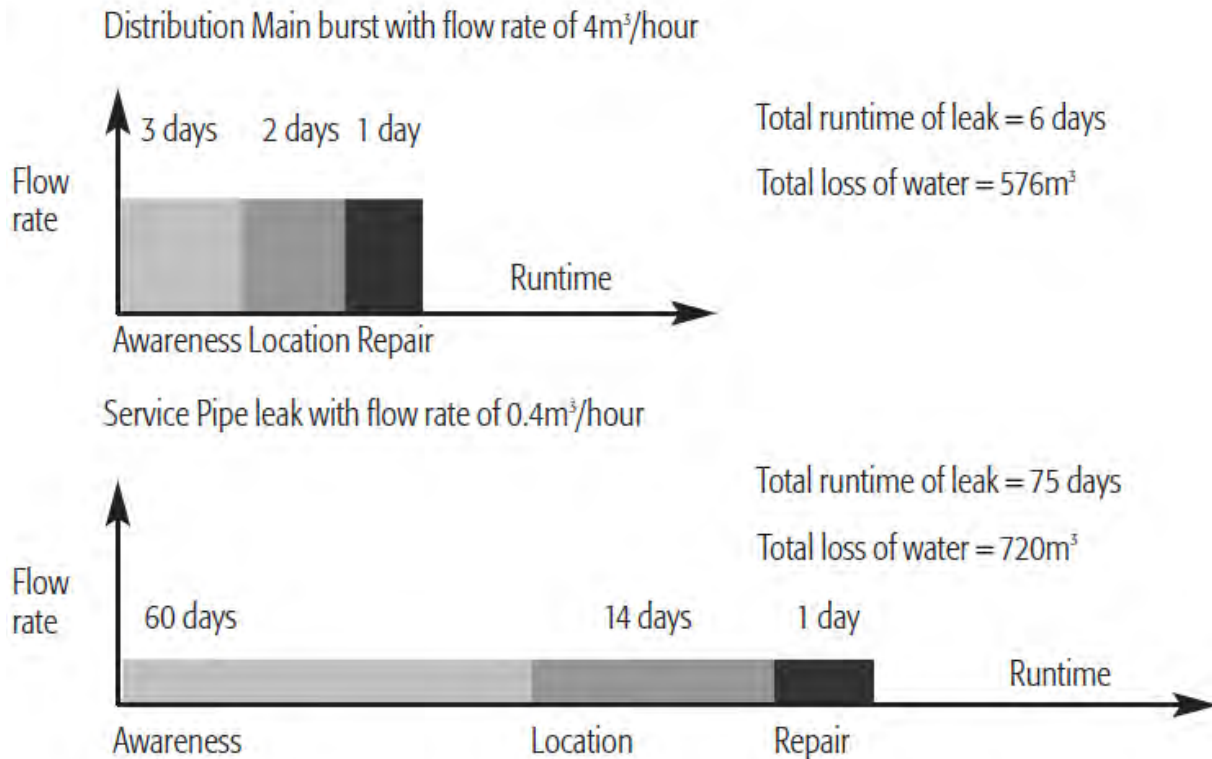 Distribution Main burst with flow rate of 4m³/hour
3 days 2 days 1 day
Total runtime of leak = 6 days
Total loss of water = 576m³
Flow
rate
Runtime
Awareness Location Repair
Service Pipe leak with flow rate of 0.4m³/hour
Total runtime of leak = 75 days
Total loss of water = 720m³
Flow
rate
60 days 14 days 1 day
Runtime
Awareness Location Repair